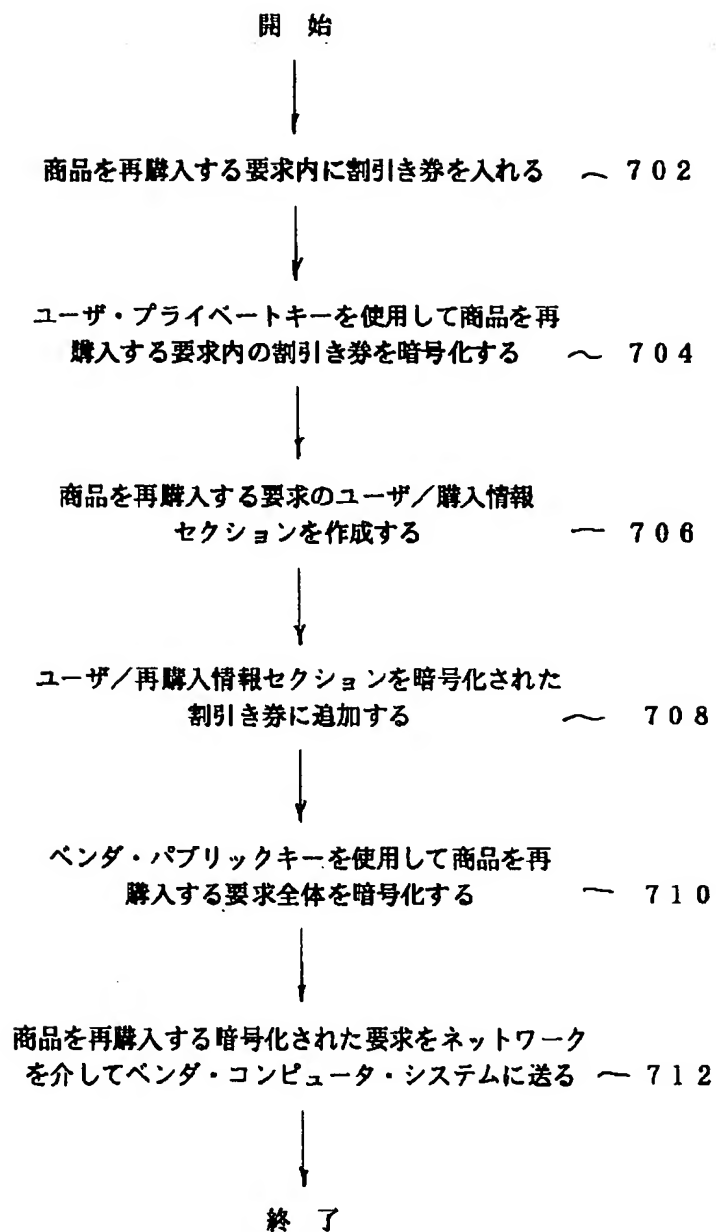 開 始
商品を再購入する要求内に割引き券を入れる ～ 702
ユーザ・プライベートキーを使用して商品を再
購入する要求内の割引き券を暗号化する ～ 704
商品を再購入する要求のユーザ／購入情報
セクションを作成する ～ 706
ユーザ／再購入情報セクションを暗号化された
割引き券に追加する ～ 708
ベンダ・パブリックキーを使用して商品を再
購入する要求全体を暗号化する ～ 710
商品を再購入する暗号化された要求をネットワーク
を介してベンダ・コンピュータ・システムに送る ～ 712
終 了